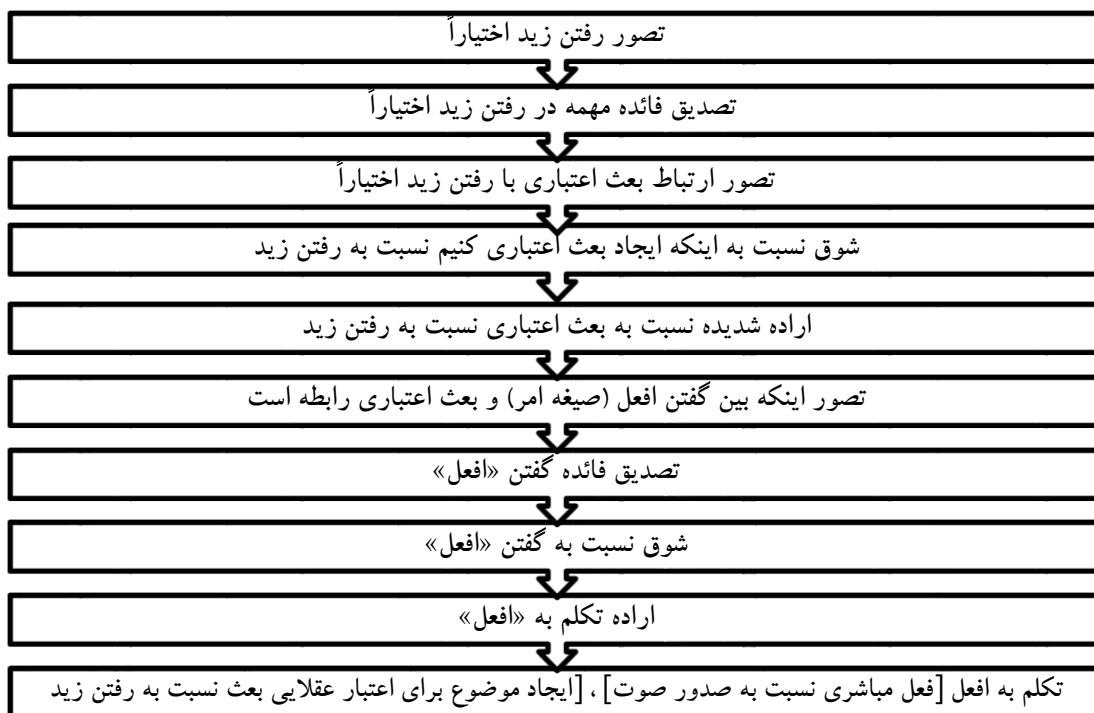 تصور رفتن زید اختیاراً
تصدیق فائده مهمه در رفتن زید اختیاراً
تصور ارتباط بعث اعتباری با رفتن زید اختیاراً
شوق نسبت به اینکه ایجاد بعث اعتباری کنیم نسبت به رفتن زید
اراده شدیده نسبت به بعث اعتباری نسبت به رفتن زید
تصور اینکه بین گفتن افعل (صیغه امر) و بعث اعتباری رابطه است
تصدیق فائده گفتن «افعل»
شوق نسبت به گفتن «افعل»
اراده تکلم به «افعل»
تکلم به افعل [فعل مباشری نسبت به صدور صوت]، [ایجاد موضوع برای اعتبار عقلایی بعث نسبت به رفتن زید